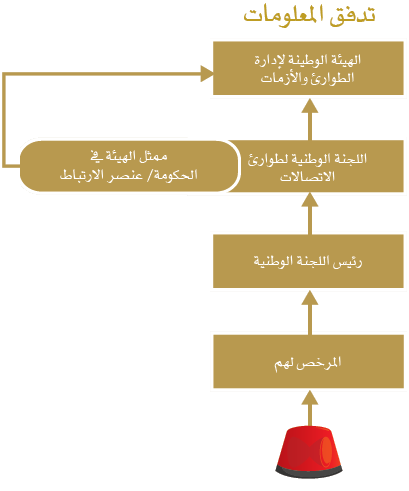 تدفق المعلومات
الهيئة الوطنية لإدارة
الطوارئ والأزمات
اللجنة الوطنية لطوارئ
الاتصالات
ممثل الهيئة في
الحكومة/ عنصر الارتباط
رئيس اللجنة الوطنية
المرخص لهم